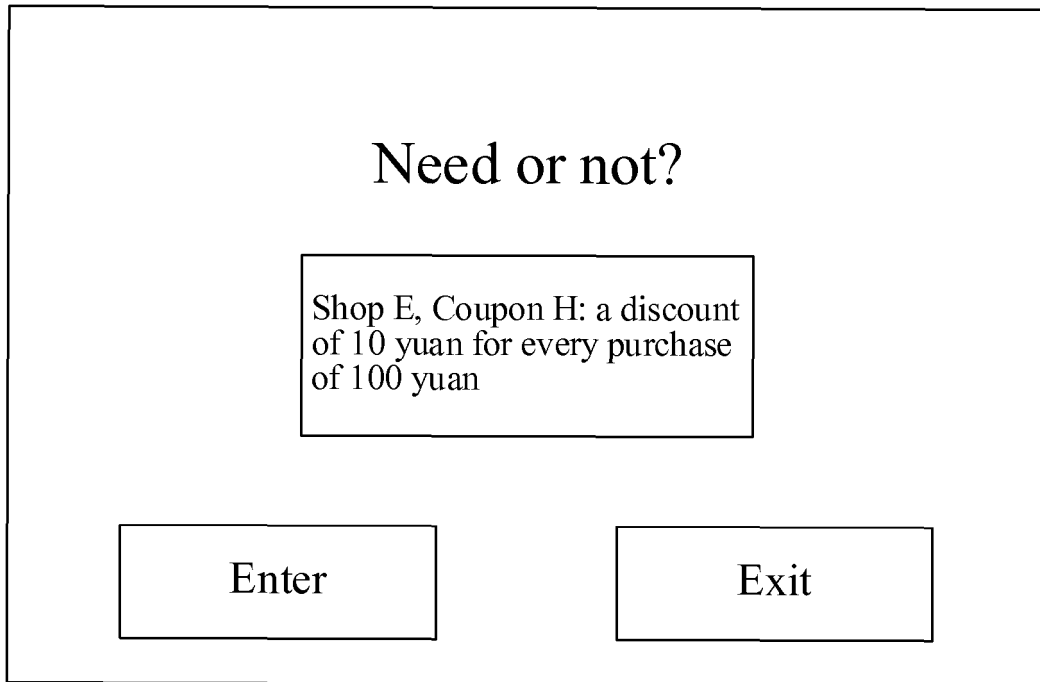 Need or not?
Shop E, Coupon H: a discount
of 10 yuan for every purchase
of 100 yuan
Enter
Exit